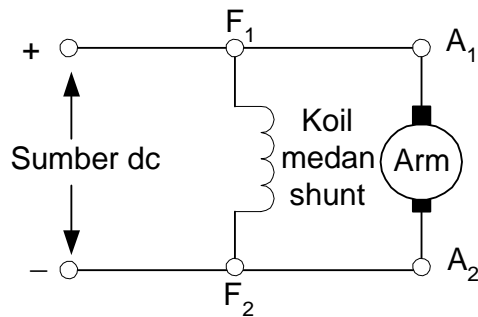 F1
A1
+
Koil
medan
shunt
Sumber dc
Arm
–
F2
A2